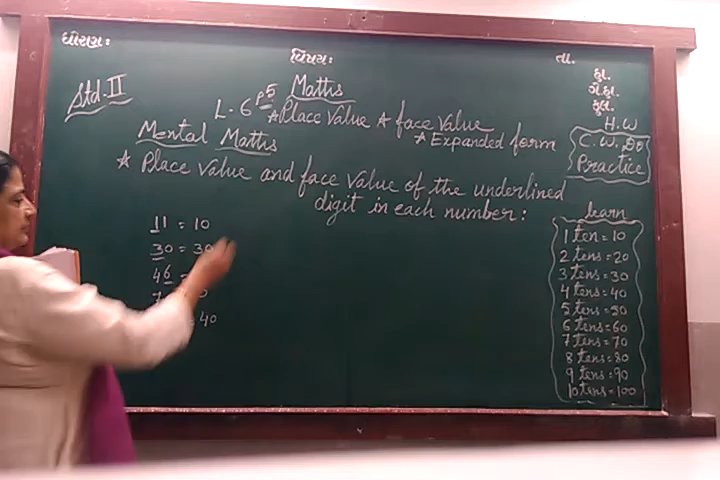 ધોરણઃ
વિષયઃ
તા.
Std-II
Maths
L-6 P5
★ Place value ★ face value
★ Expanded form
Mental Maths
★ Place value and face value of the underlined
digit in each number:
11 = 10
30 = 30
46 =
= 40
H.W
C.W. Do
Practice
learn
1 ten = 10
2 tens = 20
3 tens = 30
4 tens = 40
5 tens = 50
6 tens = 60
7 tens = 70
8 tens = 80
9 tens = 90
10 tens = 100